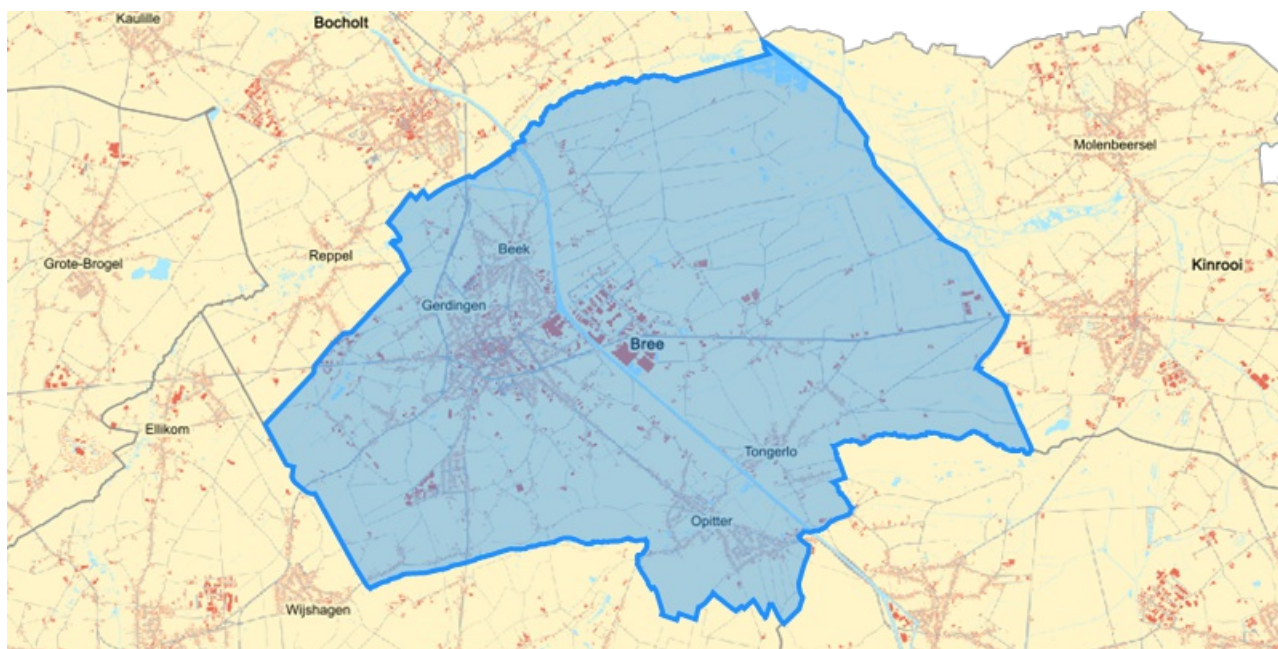 Kaulille
Bocholt
Molenbeersel
Beek
Reppel
Grote-Brogel
Kinrooi
Gerdingen
Bree
Ellikom
Tongerlo
Opitter
Wijshagen